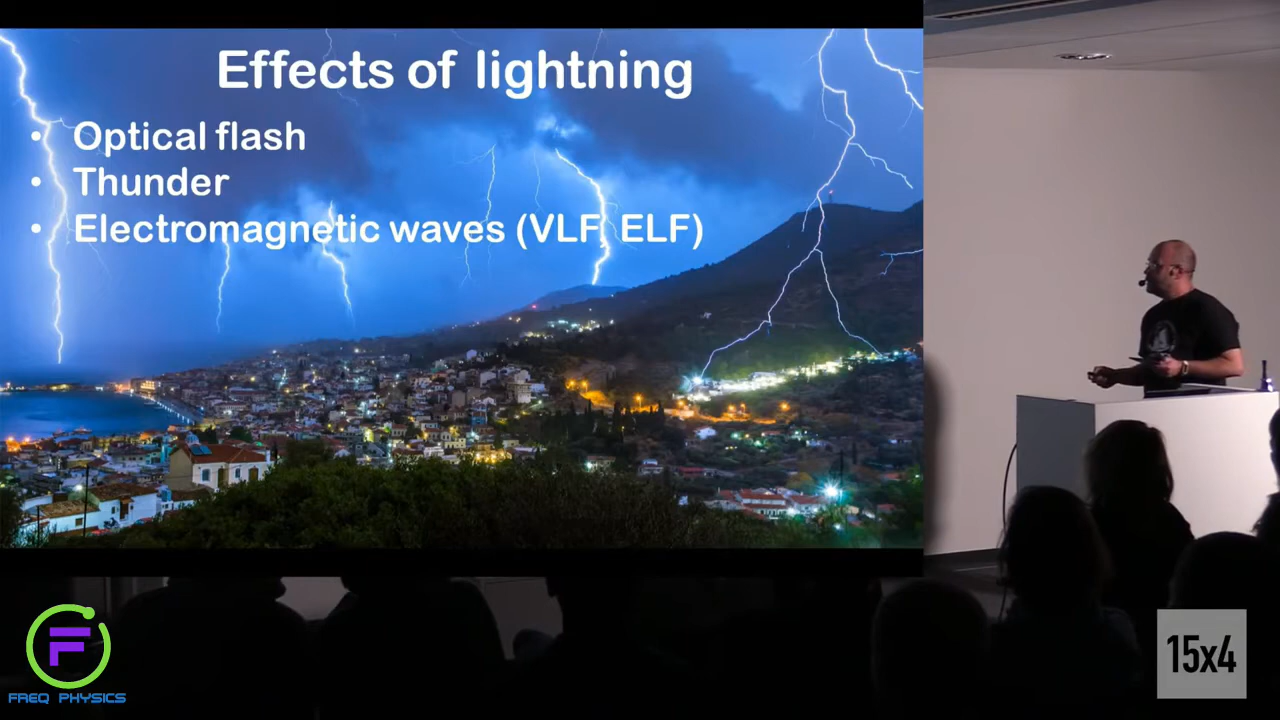 Effects of lightning
• Optical flash
• Thunder
• Electromagnetic waves (VLF, ELF)
FREQ PHYSICS
15x4